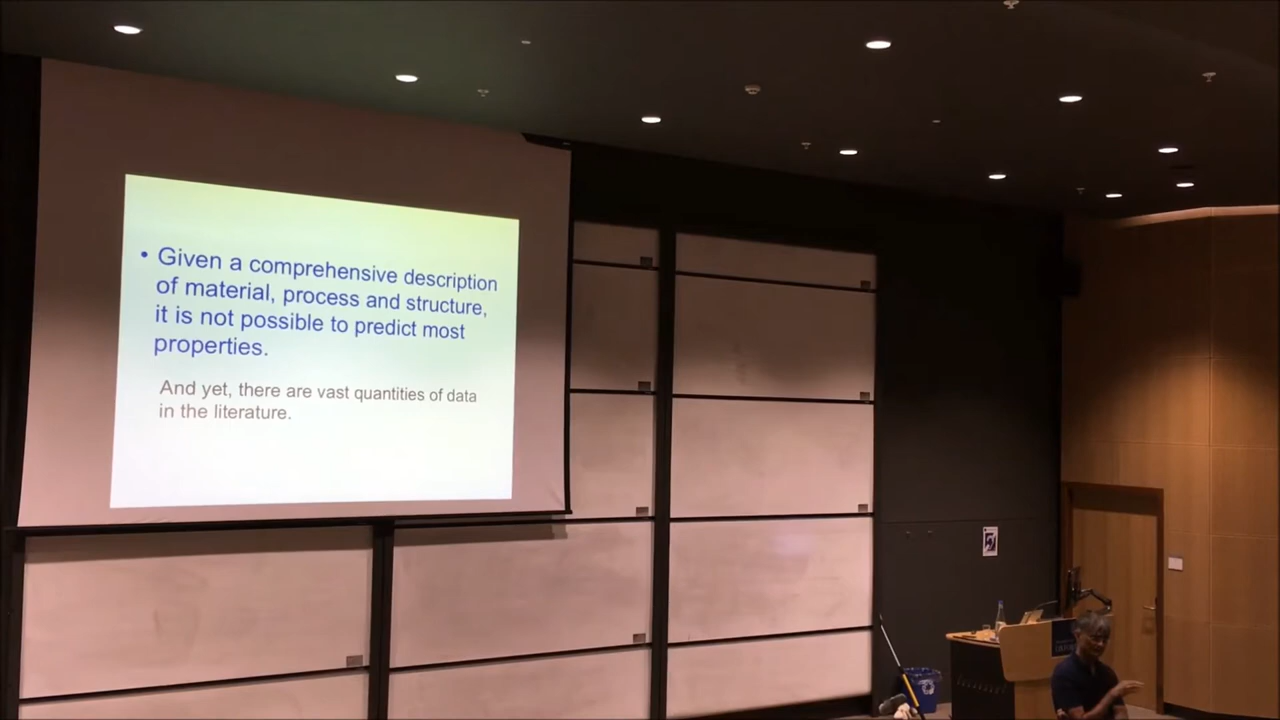 • Given a comprehensive description
of material, process and structure,
it is not possible to predict most
properties.
And yet, there are vast quantities of data
in the literature.